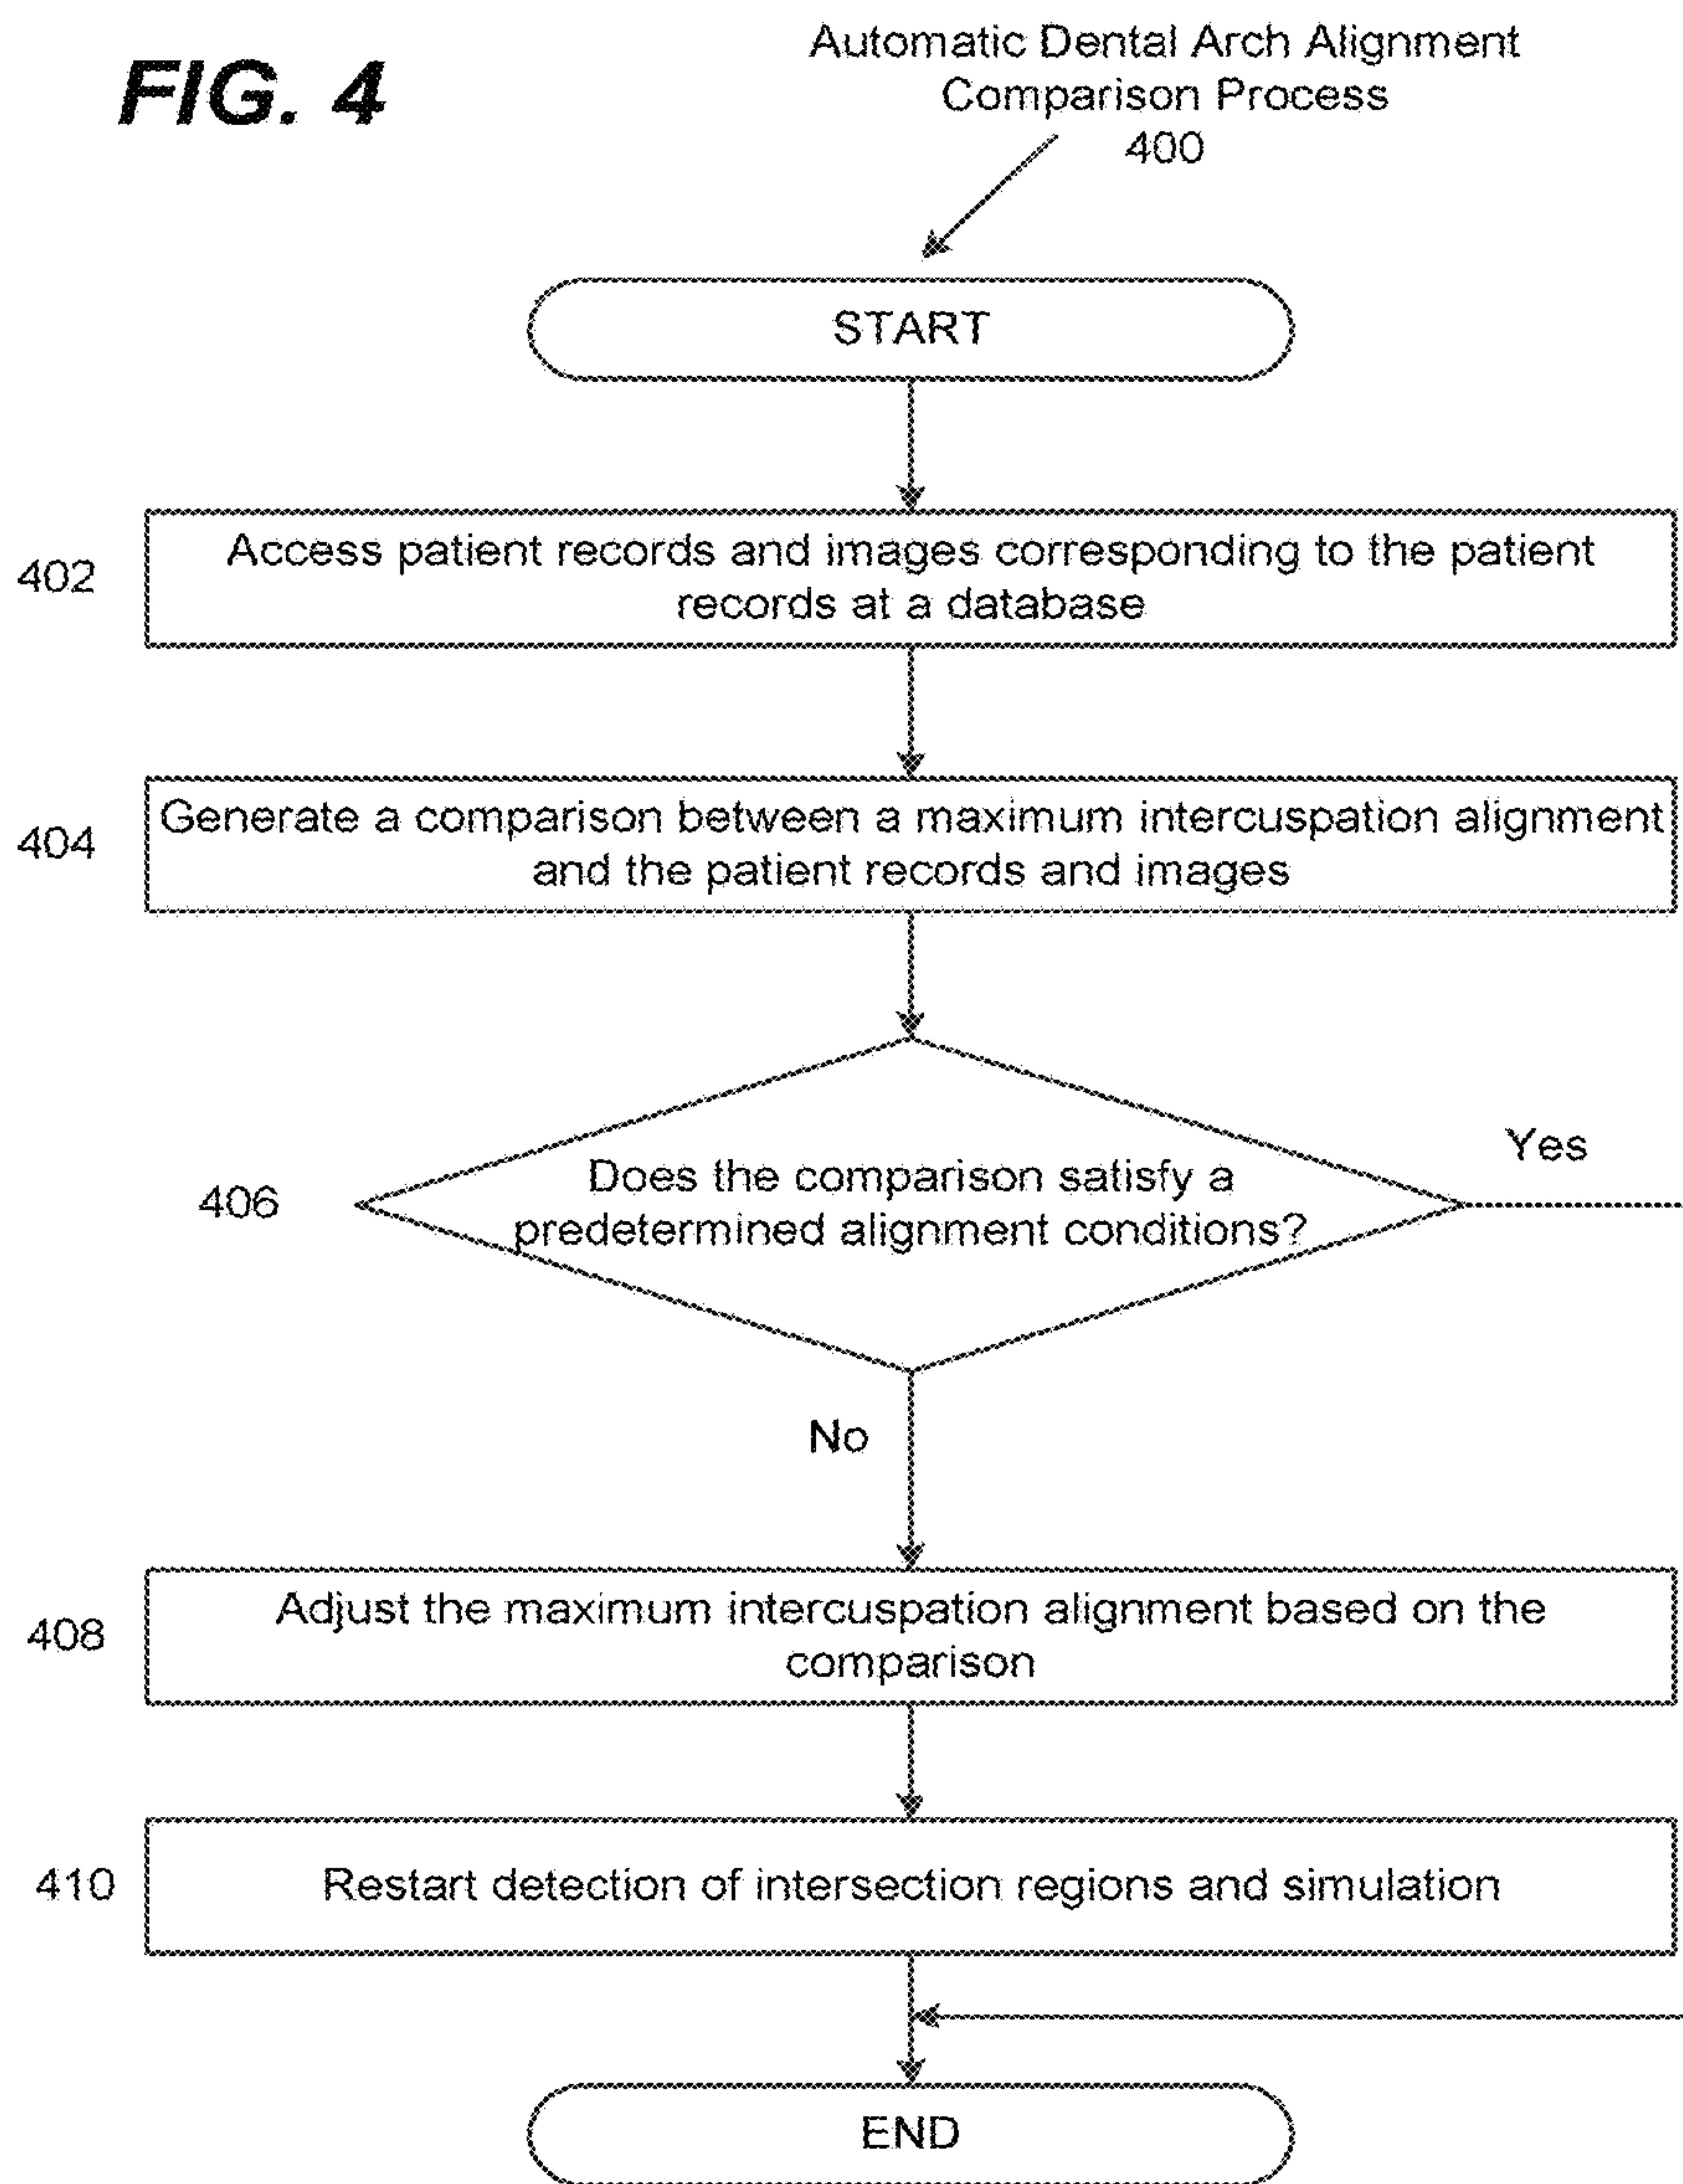 FIG. 4
Automatic Dental Arch Alignment
Comparison Process
400
START
402
Access patient records and images corresponding to the patient
records at a database
404
Generate a comparison between a maximum intercuspation alignment
and the patient records and images
406
Does the comparison satisfy a
predetermined alignment conditions?
Yes
No
408
Adjust the maximum intercuspation alignment based on the
comparison
410
Restart detection of intersection regions and simulation
END